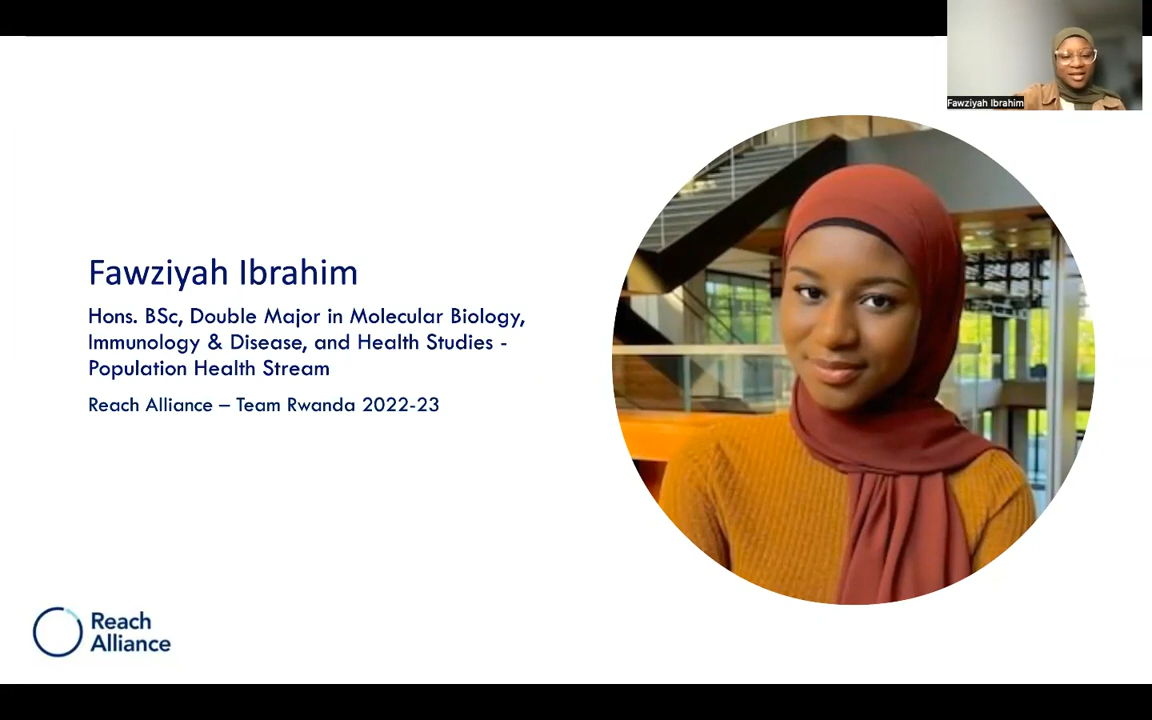 Fawziyah Ibrahim
Fawziyah Ibrahim
Hons. BSc, Double Major in Molecular Biology,
Immunology & Disease, and Health Studies -
Population Health Stream
Reach Alliance – Team Rwanda 2022-23
Reach
Alliance